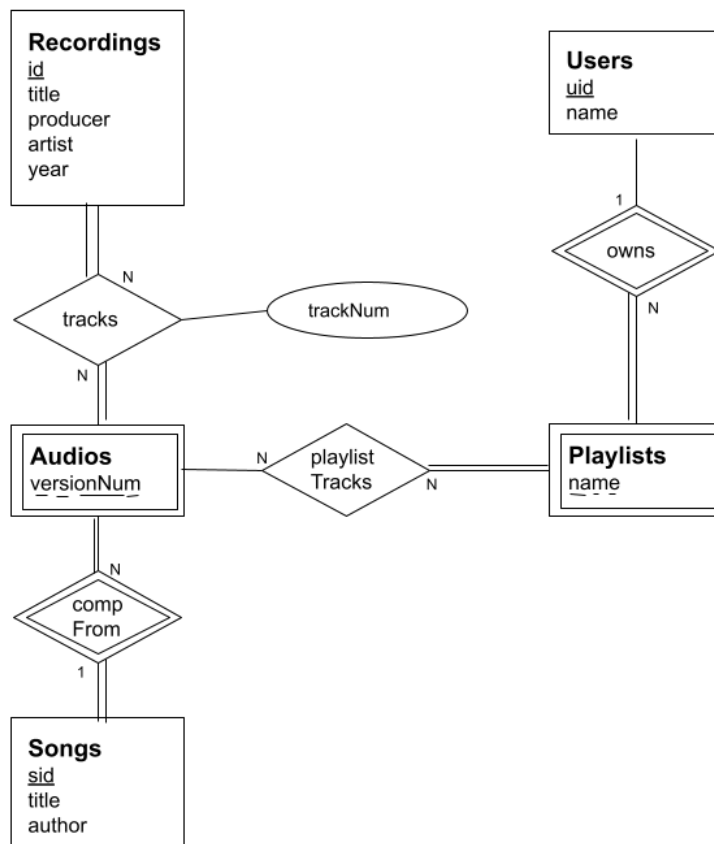 Recordings
id
title
producer
artist
year
Users
uid
name
1
owns
N
N
tracks
trackNum
N
Audios
versionNum
N
playlist
Tracks
N
Playlists
name
N
comp
From
1
Songs
sid
title
author